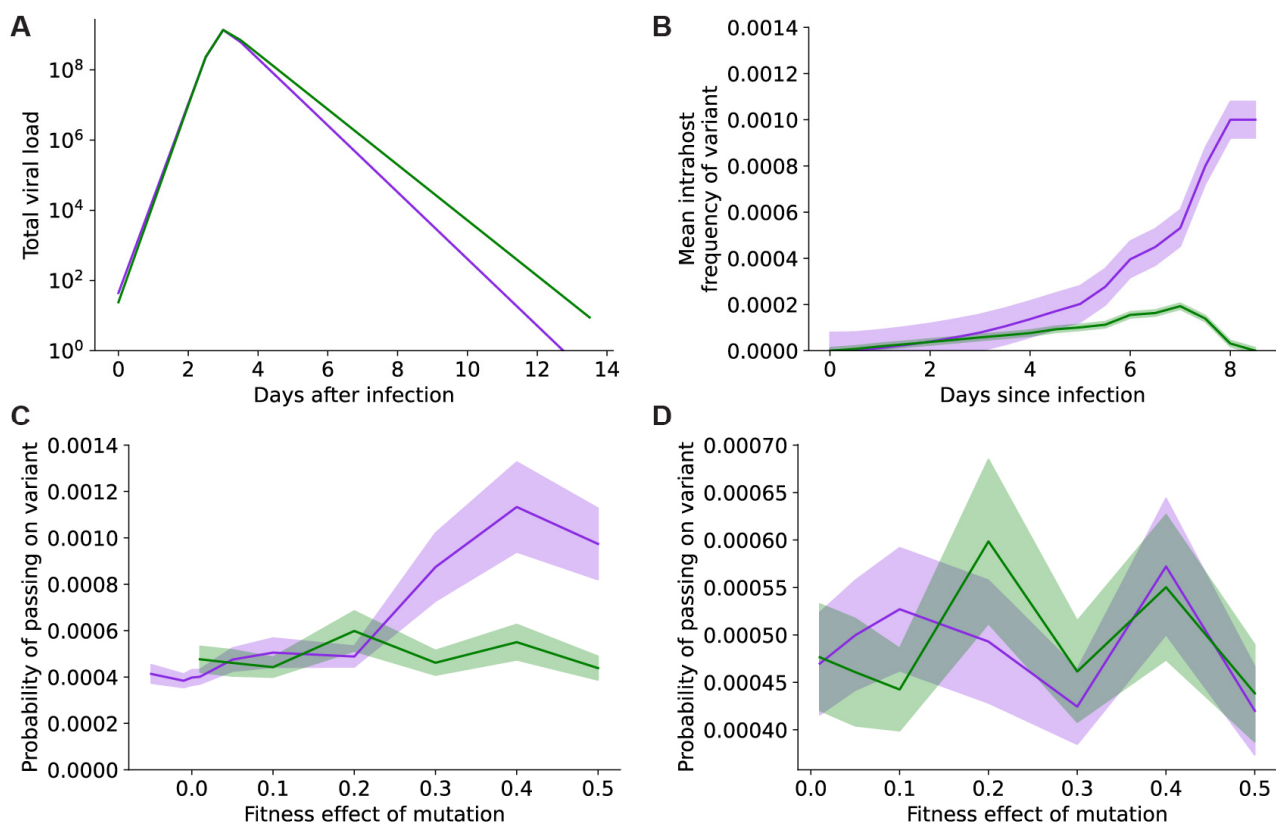 A
Total viral load
10^8
10^6
10^4
10^2
10^0
0 2 4 6 8 10 12 14
Days after infection
B
Mean intrahost
frequency of variant
0.0014
0.0012
0.0010
0.0008
0.0006
0.0004
0.0002
0.0000
0 2 4 6 8
Days since infection
C
Probability of passing on variant
0.0014
0.0012
0.0010
0.0008
0.0006
0.0004
0.0002
0.0000
0.0 0.1 0.2 0.3 0.4 0.5
Fitness effect of mutation
D
Probability of passing on variant
0.00070
0.00065
0.00060
0.00055
0.00050
0.00045
0.00040
0.0 0.1 0.2 0.3 0.4 0.5
Fitness effect of mutation